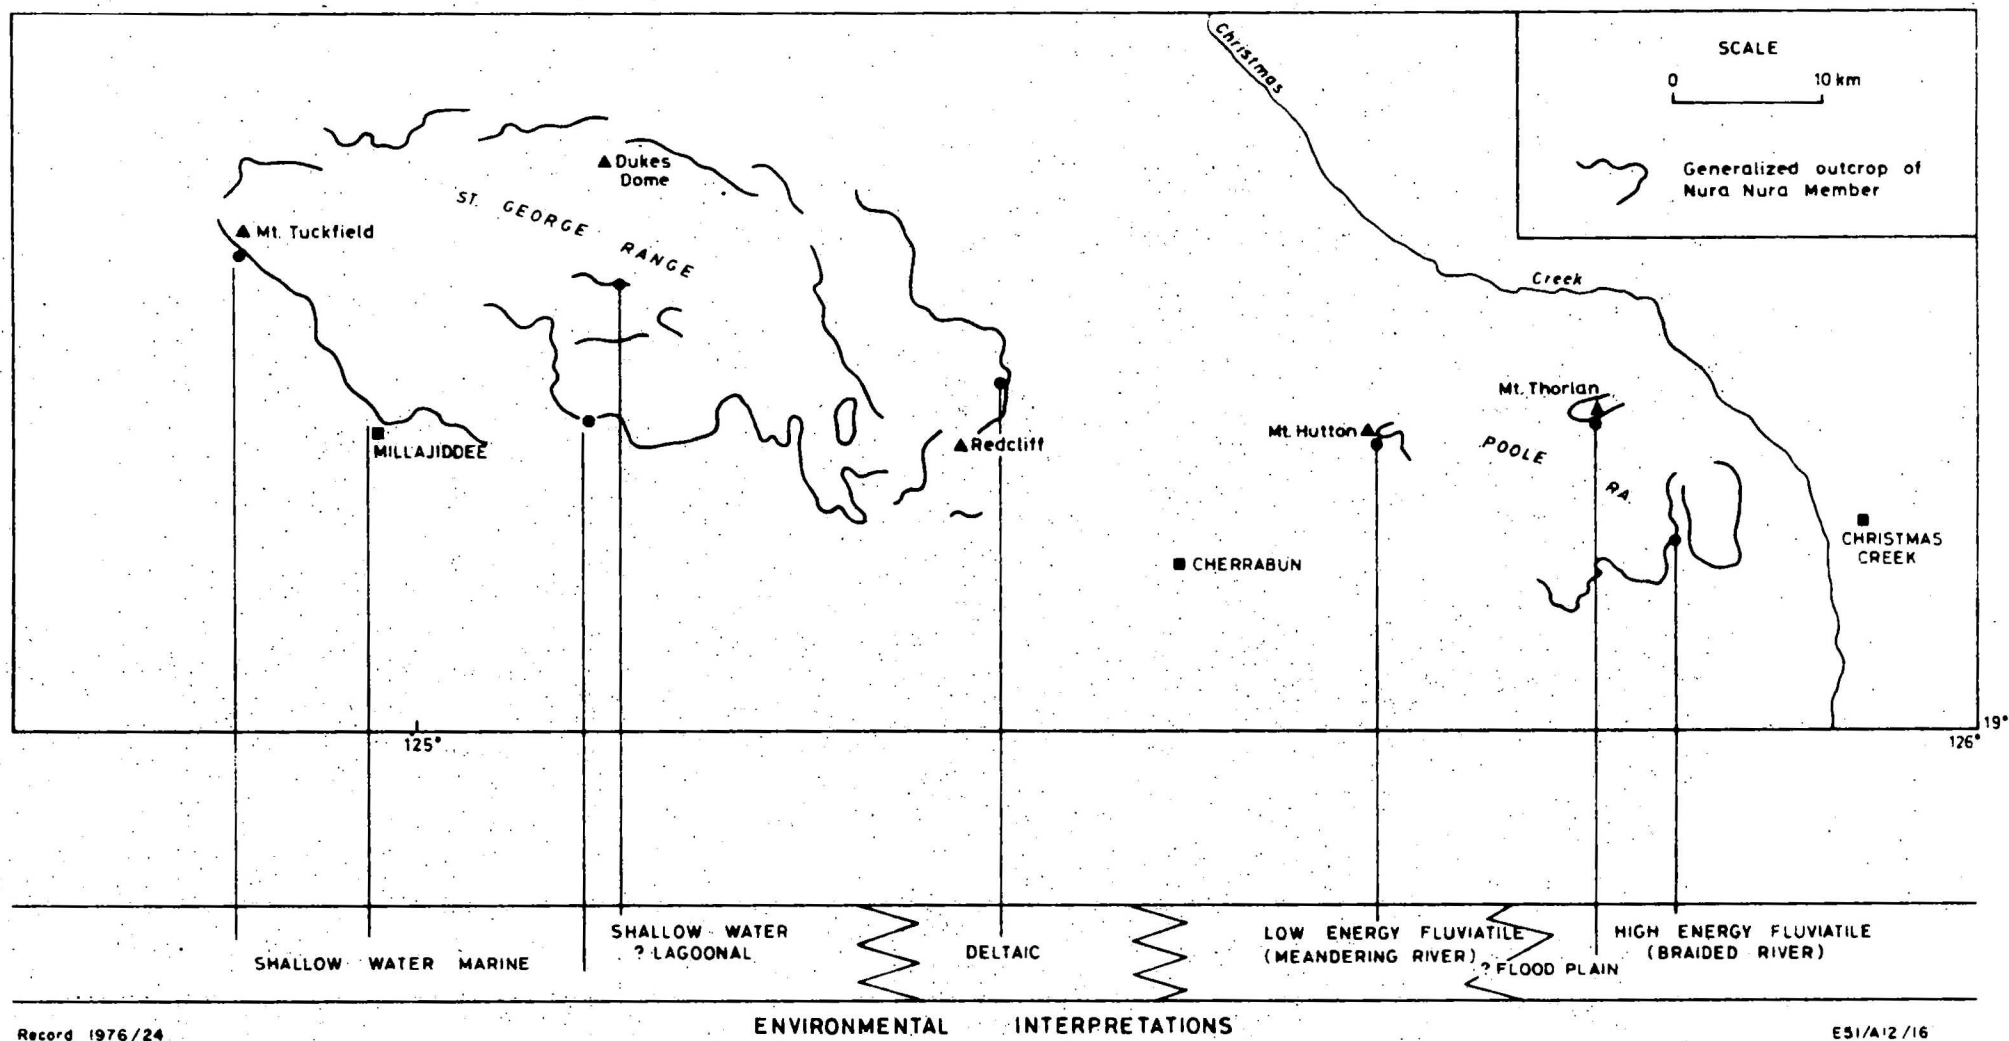 Christmas
SCALE
0 10 km
Generalized outcrop of
Nura Nura Member
▲ Dukes
Dome
ST. GEORGE RANGE
▲ Mt. Tuckfield
Creek
Mt. Thorlan
■ MILLAJIDDEE
▲ Redcliff
Mt. Hutton ▲
POOLE RA.
■ CHERRABUN
CHRISTMAS
CREEK
19°
125°
126°
SHALLOW WATER MARINE
SHALLOW WATER
? LAGOONAL
DELTAIC
LOW ENERGY FLUVIATILE
(MEANDERING RIVER)
? FLOOD PLAIN
HIGH ENERGY FLUVIATILE
(BRAIDED RIVER)
ENVIRONMENTAL INTERPRETATIONS
Record 1976/24
E51/A12/16